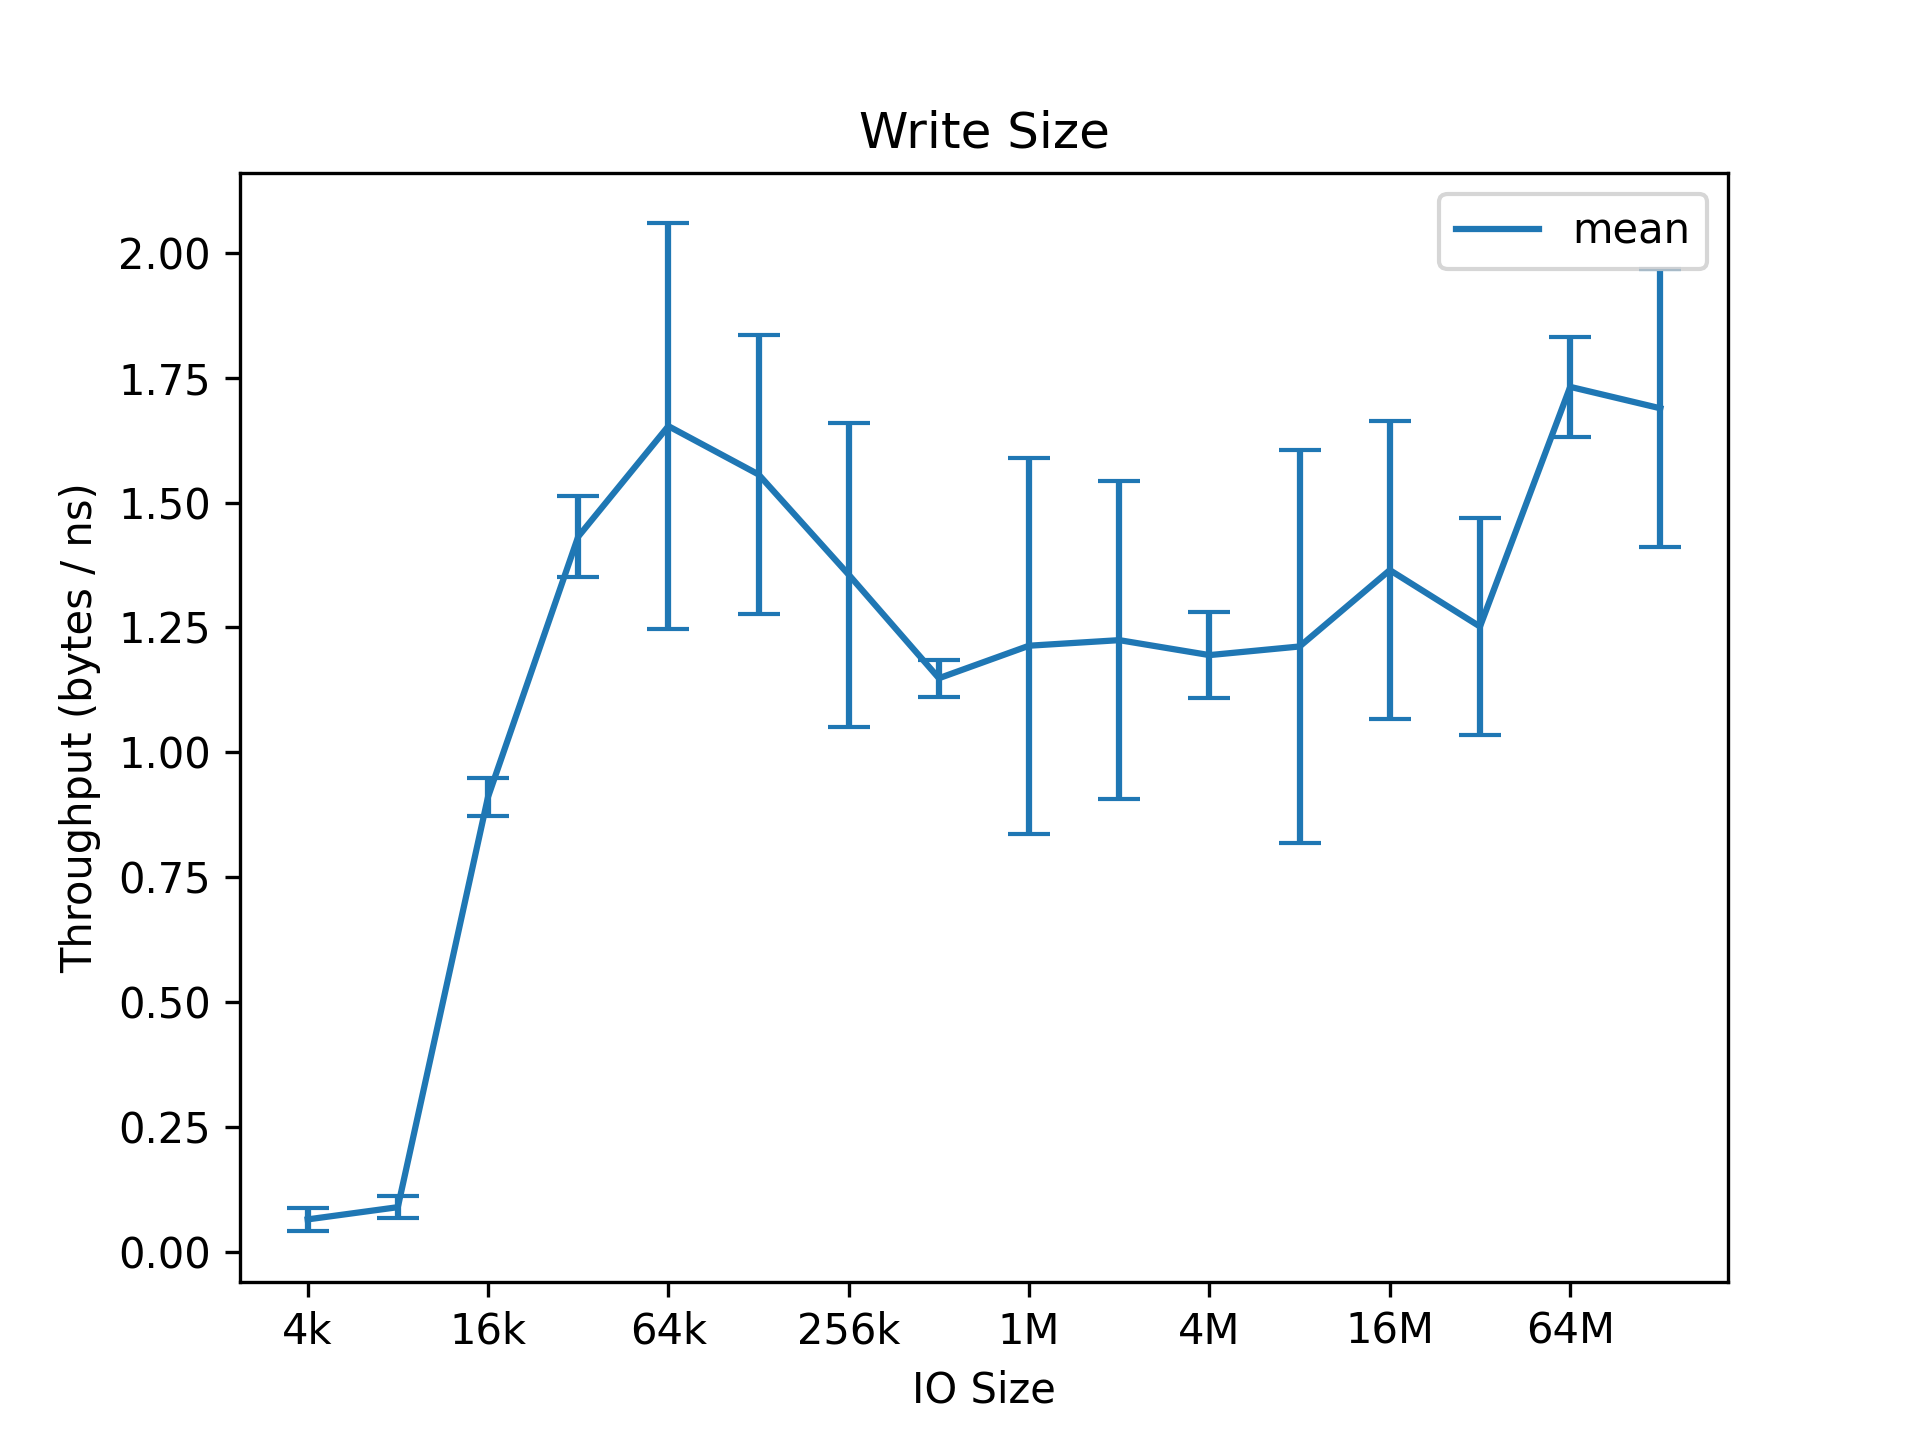 Write Size
mean
Throughput (bytes / ns)
2.00
1.75
1.50
1.25
1.00
0.75
0.50
0.25
0.00
4k 16k 64k 256k 1M 4M 16M 64M
IO Size